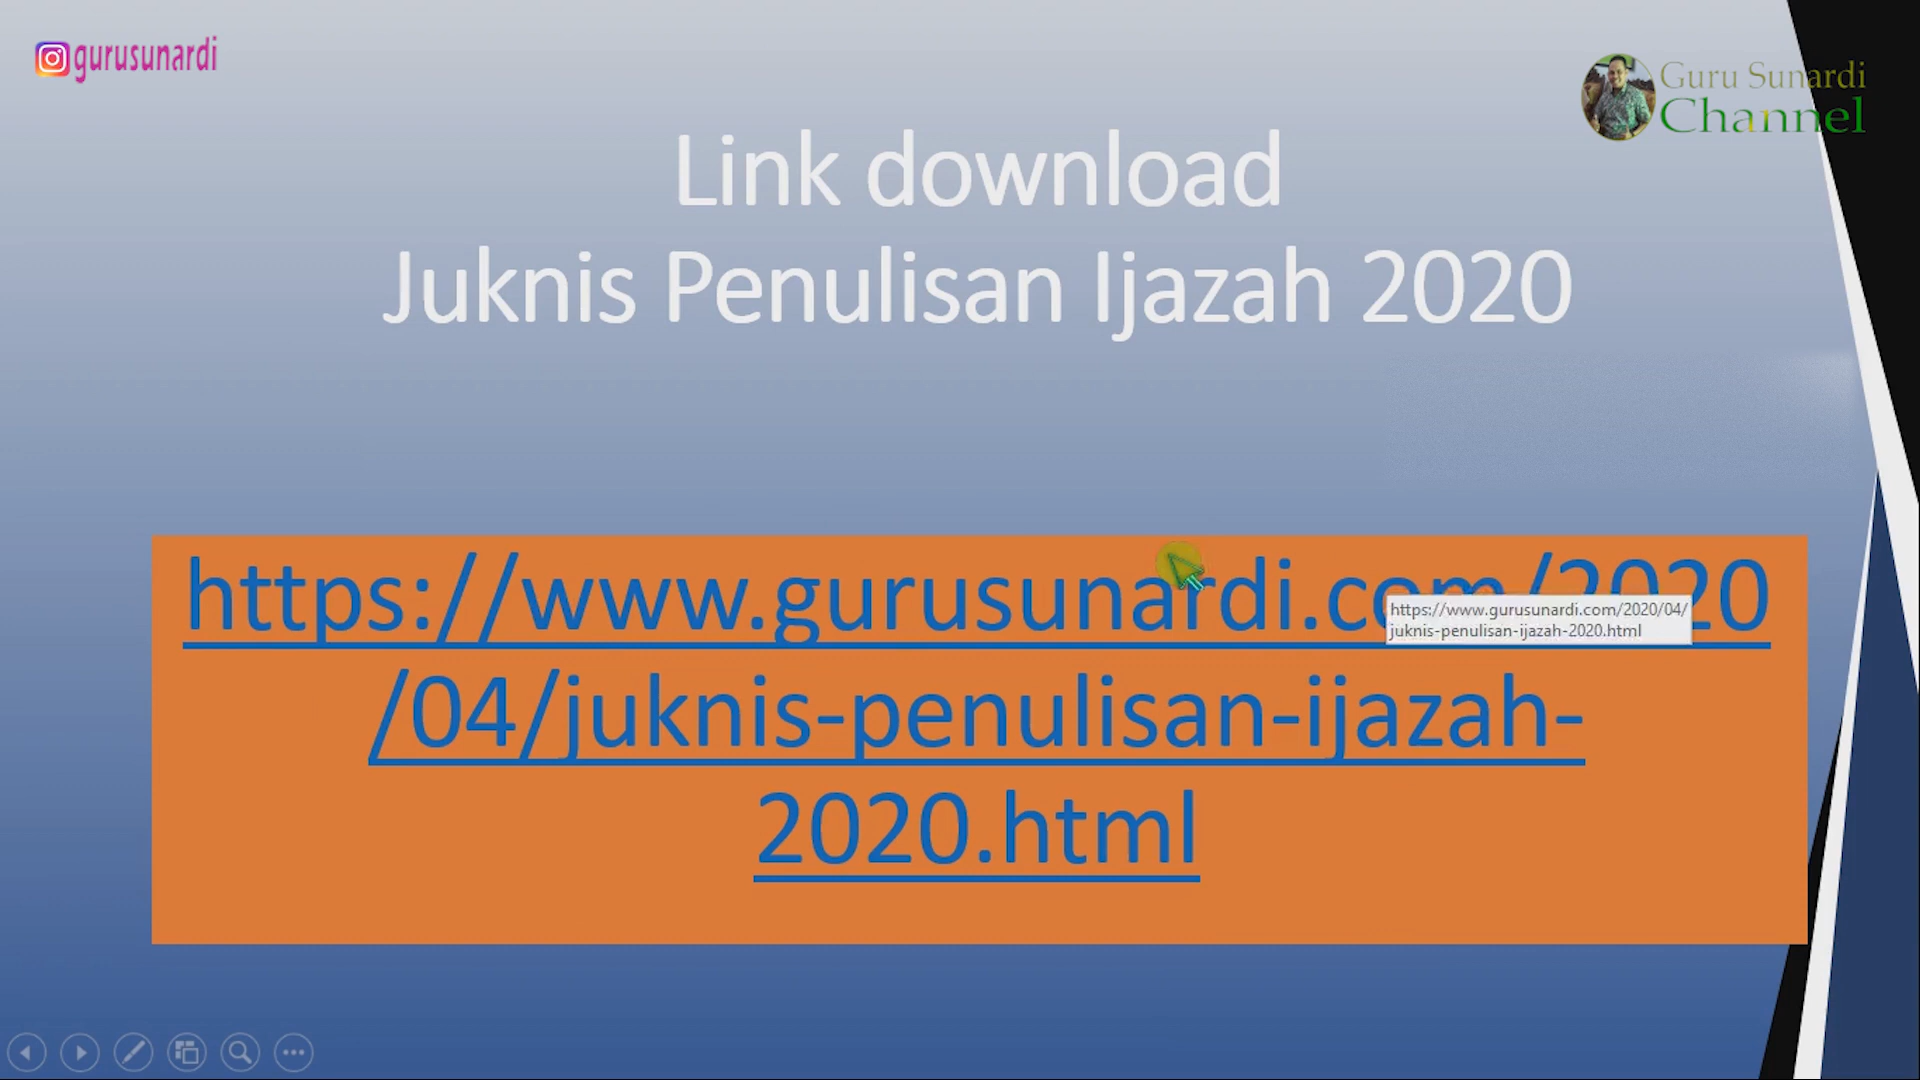 gurusunardi
Guru Sunardi
Channel
Link download
Juknis Penulisan Ijazah 2020
https://www.gurusunardi.com/2020
/04/juknis-penulisan-ijazah-
2020.html
https://www.gurusunardi.com/2020/04/
juknis-penulisan-ijazah-2020.html